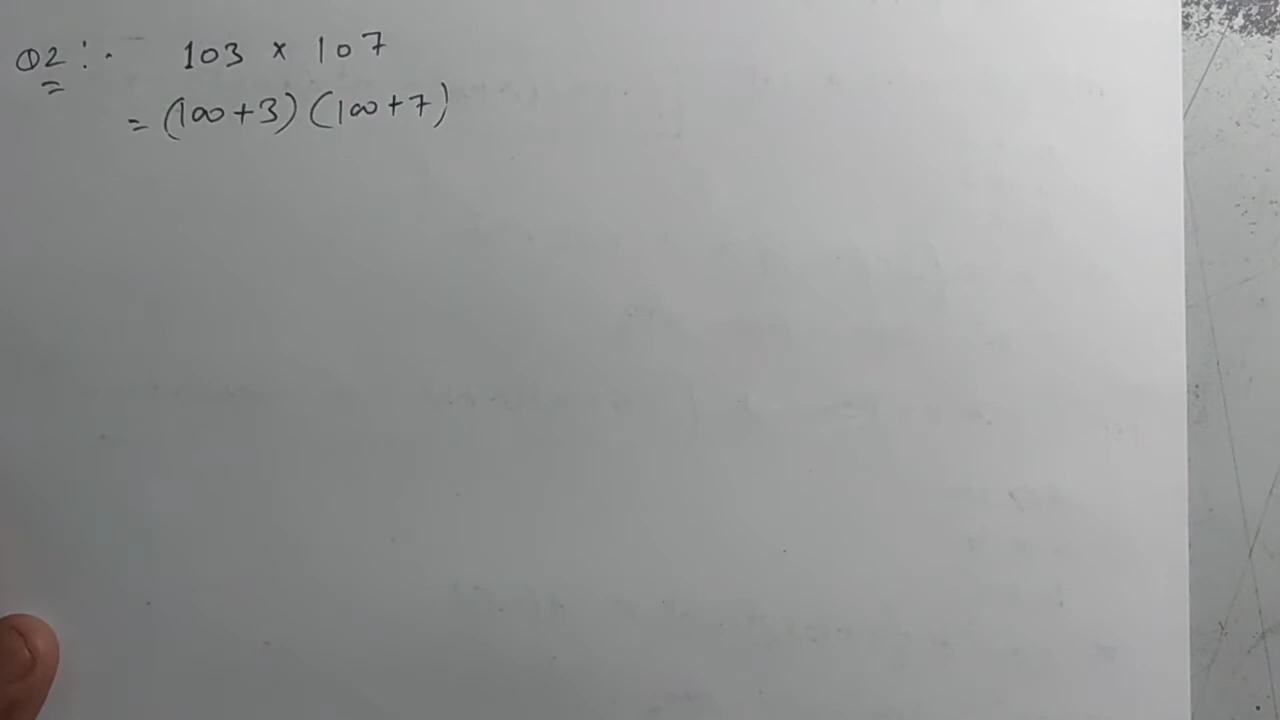 Q2 :- 103 × 107
= (100+3) (100+7)